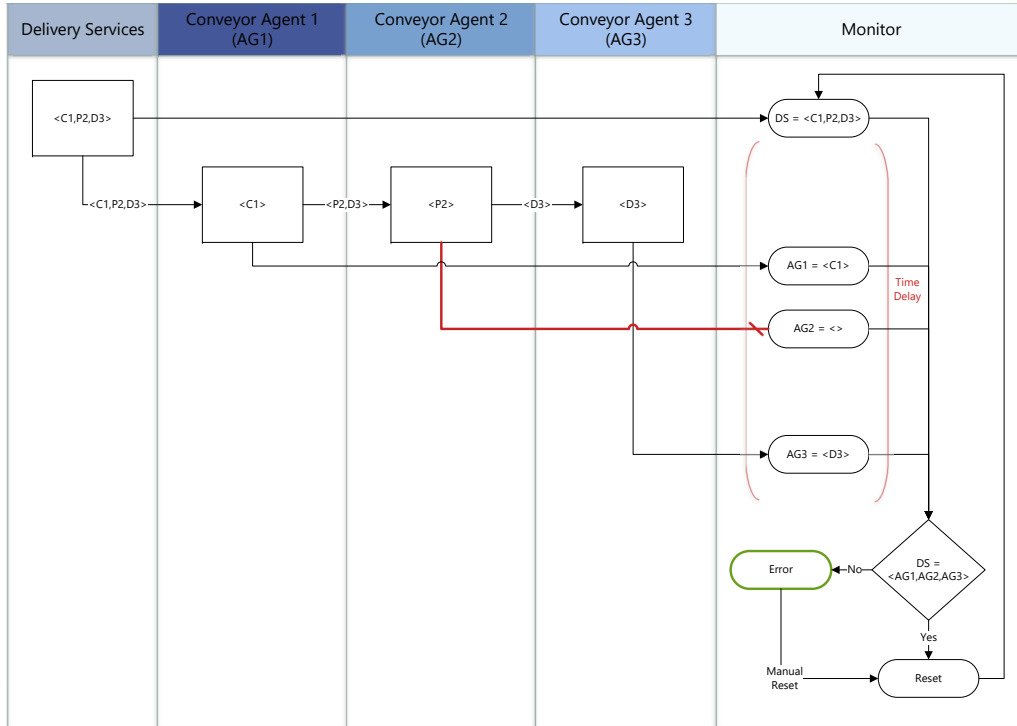 Delivery Services
Conveyor Agent 1
(AG1)
Conveyor Agent 2
(AG2)
Conveyor Agent 3
(AG3)
Monitor
<C1,P2,D3>
DS = <C1,P2,D3>
<C1,P2,D3>
<C1>
<P2,D3>
<P2>
<D3>
<D3>
AG1 = <C1>
Time
Delay
AG2 = <>
AG3 = <D3>
DS =
<AG1,AG2,AG3>
No
Error
Yes
Manual
Reset
Reset